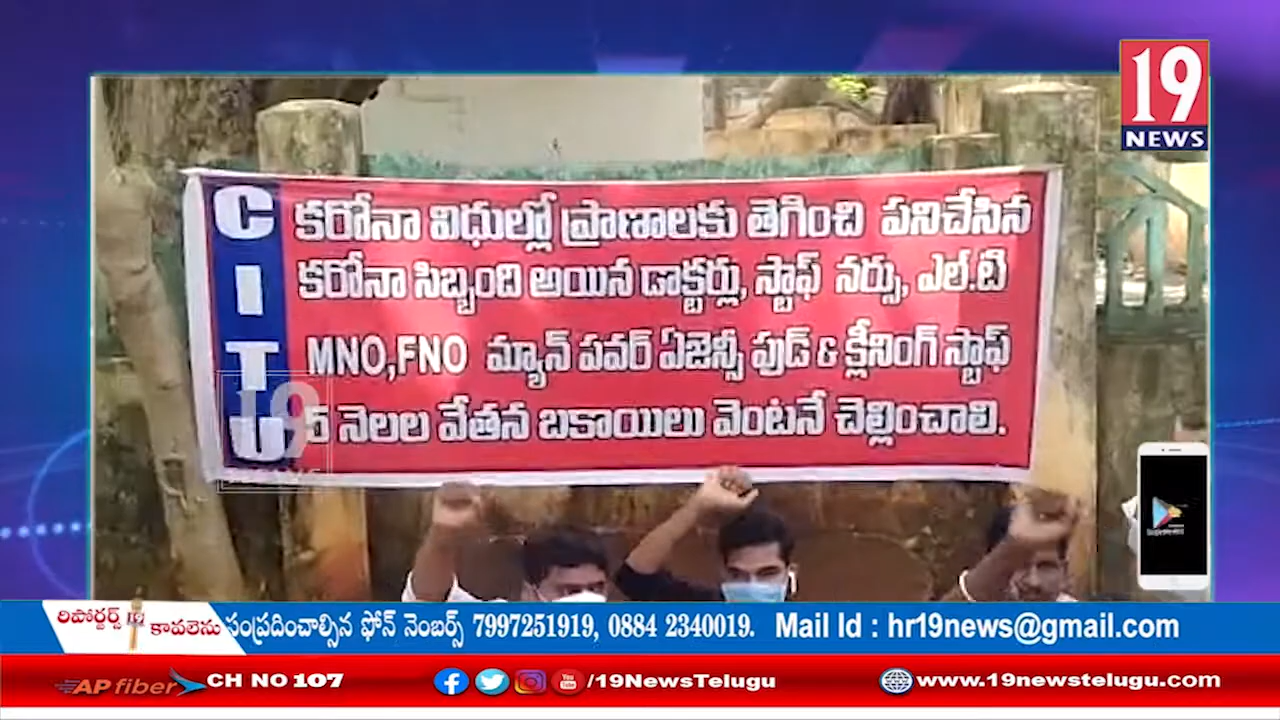 19
NEWS
CITU
కరోనా విధుల్లో ప్రాణాలకు తెగించి పనిచేసిన
కరోనా సిబ్బంది అయిన డాక్టర్లు, స్టాఫ్ నర్సు, ఎల్.టి
MNO,FNO మ్యాన్ పవర్ ఏజెన్సీ ఫుడ్ & క్లీనింగ్ స్టాఫ్
5 నెలల వేతన బకాయిలు వెంటనే చెల్లించాలి.
రిపోర్టర్స్ కావలెను
సంప్రదించాల్సిన ఫోన్ నెంబర్స్ 7997251919, 0884 2340019. Mail Id : hr19news@gmail.com
AP fiber CH NO 107 /19NewsTelugu www.19newstelugu.com